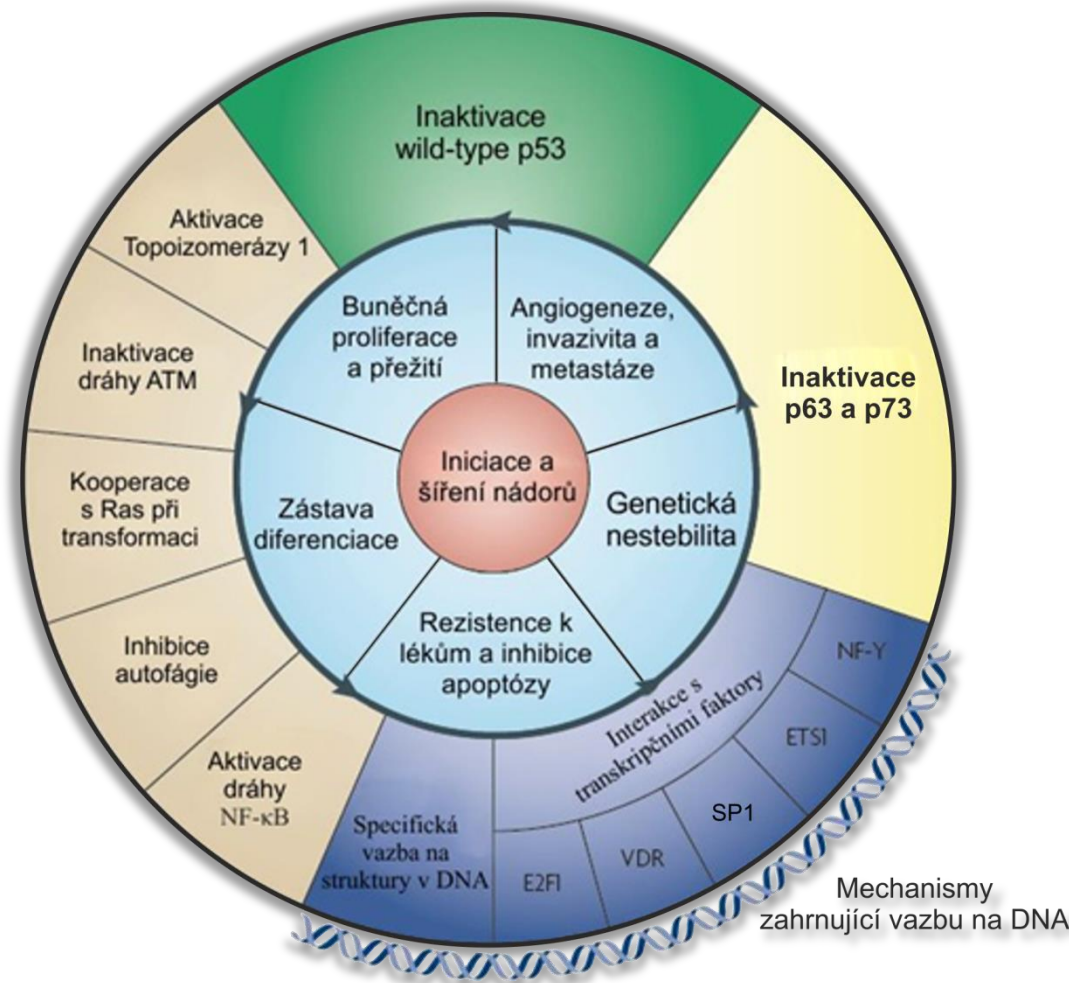 Inaktivace
wild-type p53
Aktivace
Topoizomerázy 1
Buněčná
proliferace
a přežití
Angiogeneze,
invazivita a
metastáze
Inaktivace
dráhy ATM
Inaktivace
p63 a p73
Iniciace a
šíření nádorů
Kooperace
s Ras při
transformaci
Zástava
diferenciace
Genetická
nestebilita
Rezistence k
lékům a inhibice
apoptózy
Inhibice
autofágie
Interakce s
transkripčními faktory
NF-Y
ETS1
SP1
VDR
E2F1
Aktivace
dráhy
NF-κB
Specifická
vazba na
struktury v DNA
Mechanismy
zahrnující vazbu na DNA